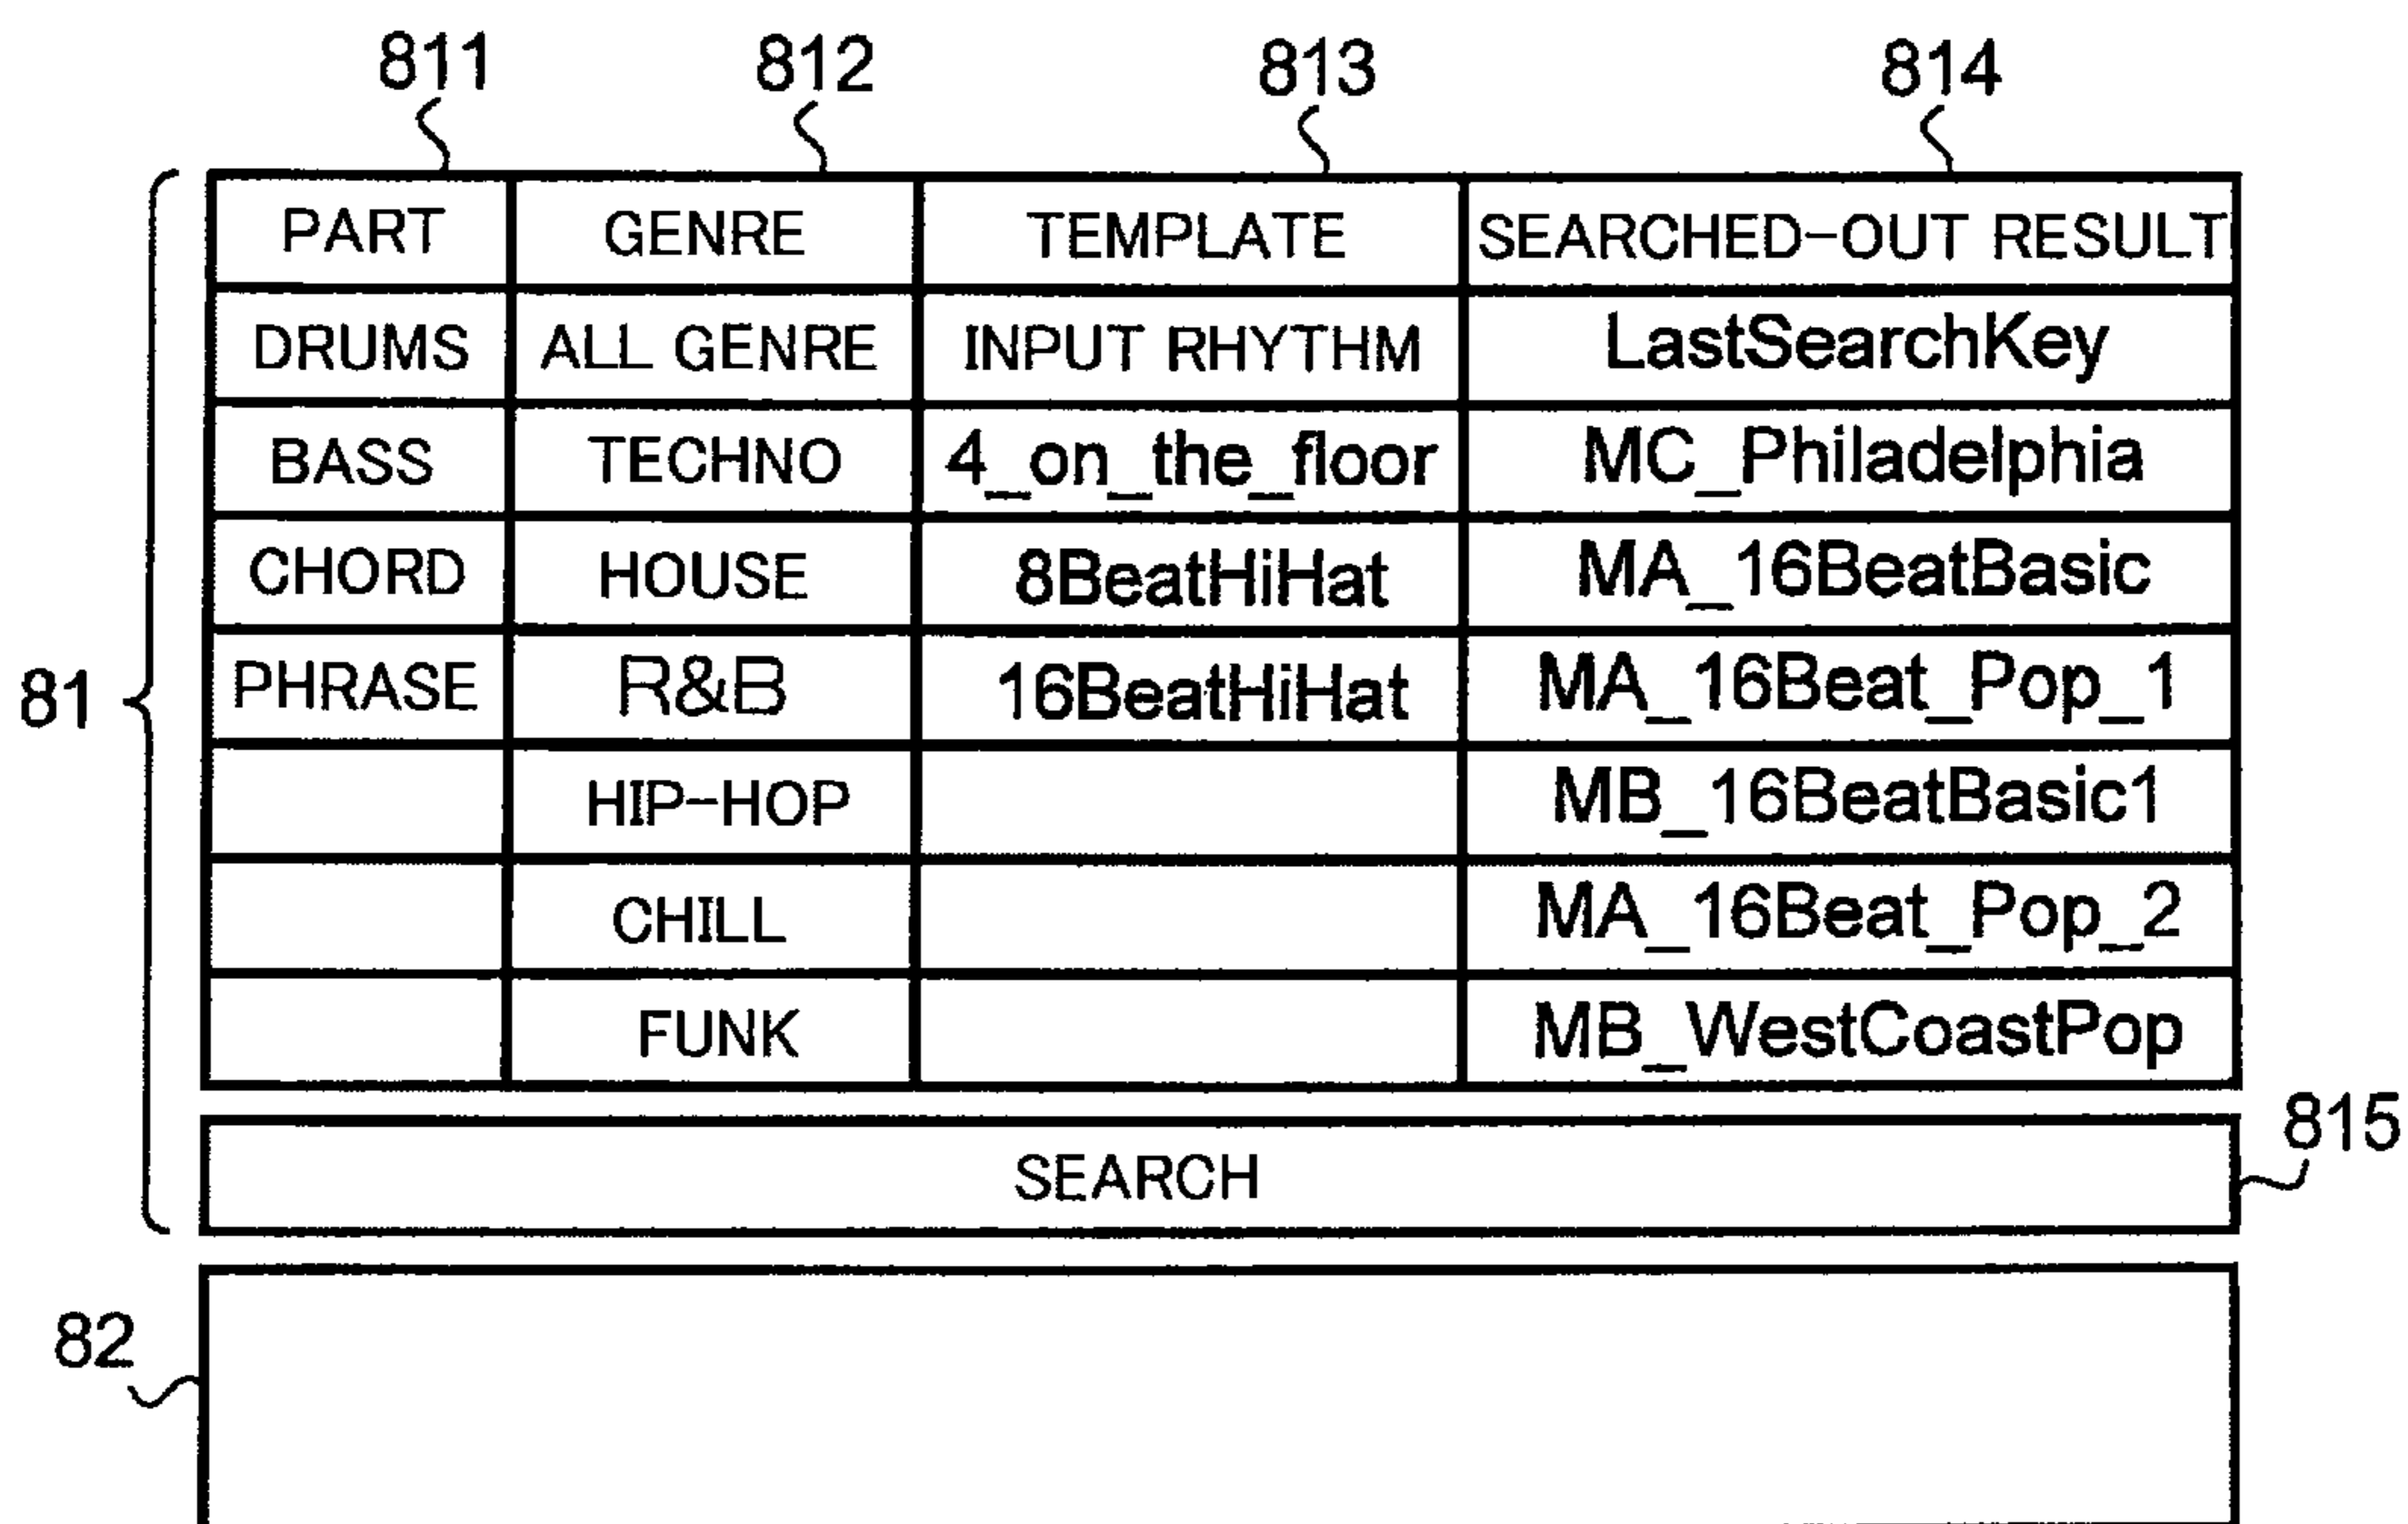 811 812 813 814
PART GENRE TEMPLATE SEARCHED-OUT RESULT
DRUMS ALL GENRE INPUT RHYTHM LastSearchKey
BASS TECHNO 4_on_the_floor MC_Philadelphia
CHORD HOUSE 8BeatHiHat MA_16BeatBasic
81 PHRASE R&B 16BeatHiHat MA_16Beat_Pop_1
HIP-HOP MB_16BeatBasic1
CHILL MA_16Beat_Pop_2
FUNK MB_WestCoastPop
815
SEARCH
82